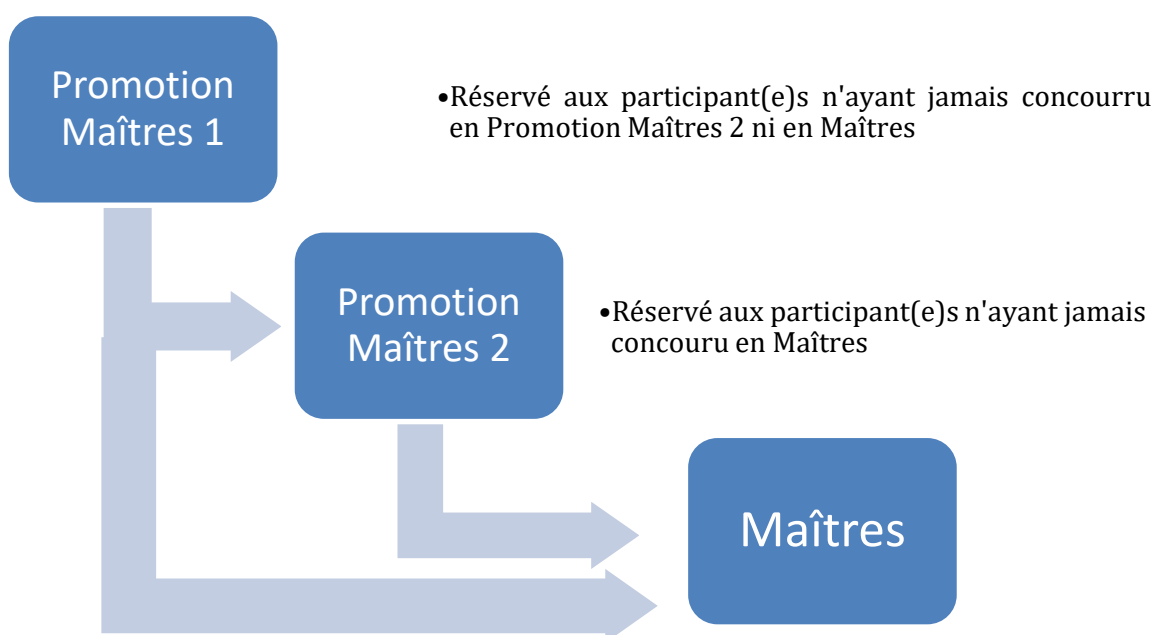 Promotion
Maîtres 1
•Réservé aux participant(e)s n'ayant jamais concourru
en Promotion Maîtres 2 ni en Maîtres
Promotion
Maîtres 2
•Réservé aux participant(e)s n'ayant jamais
concouru en Maîtres
Maîtres